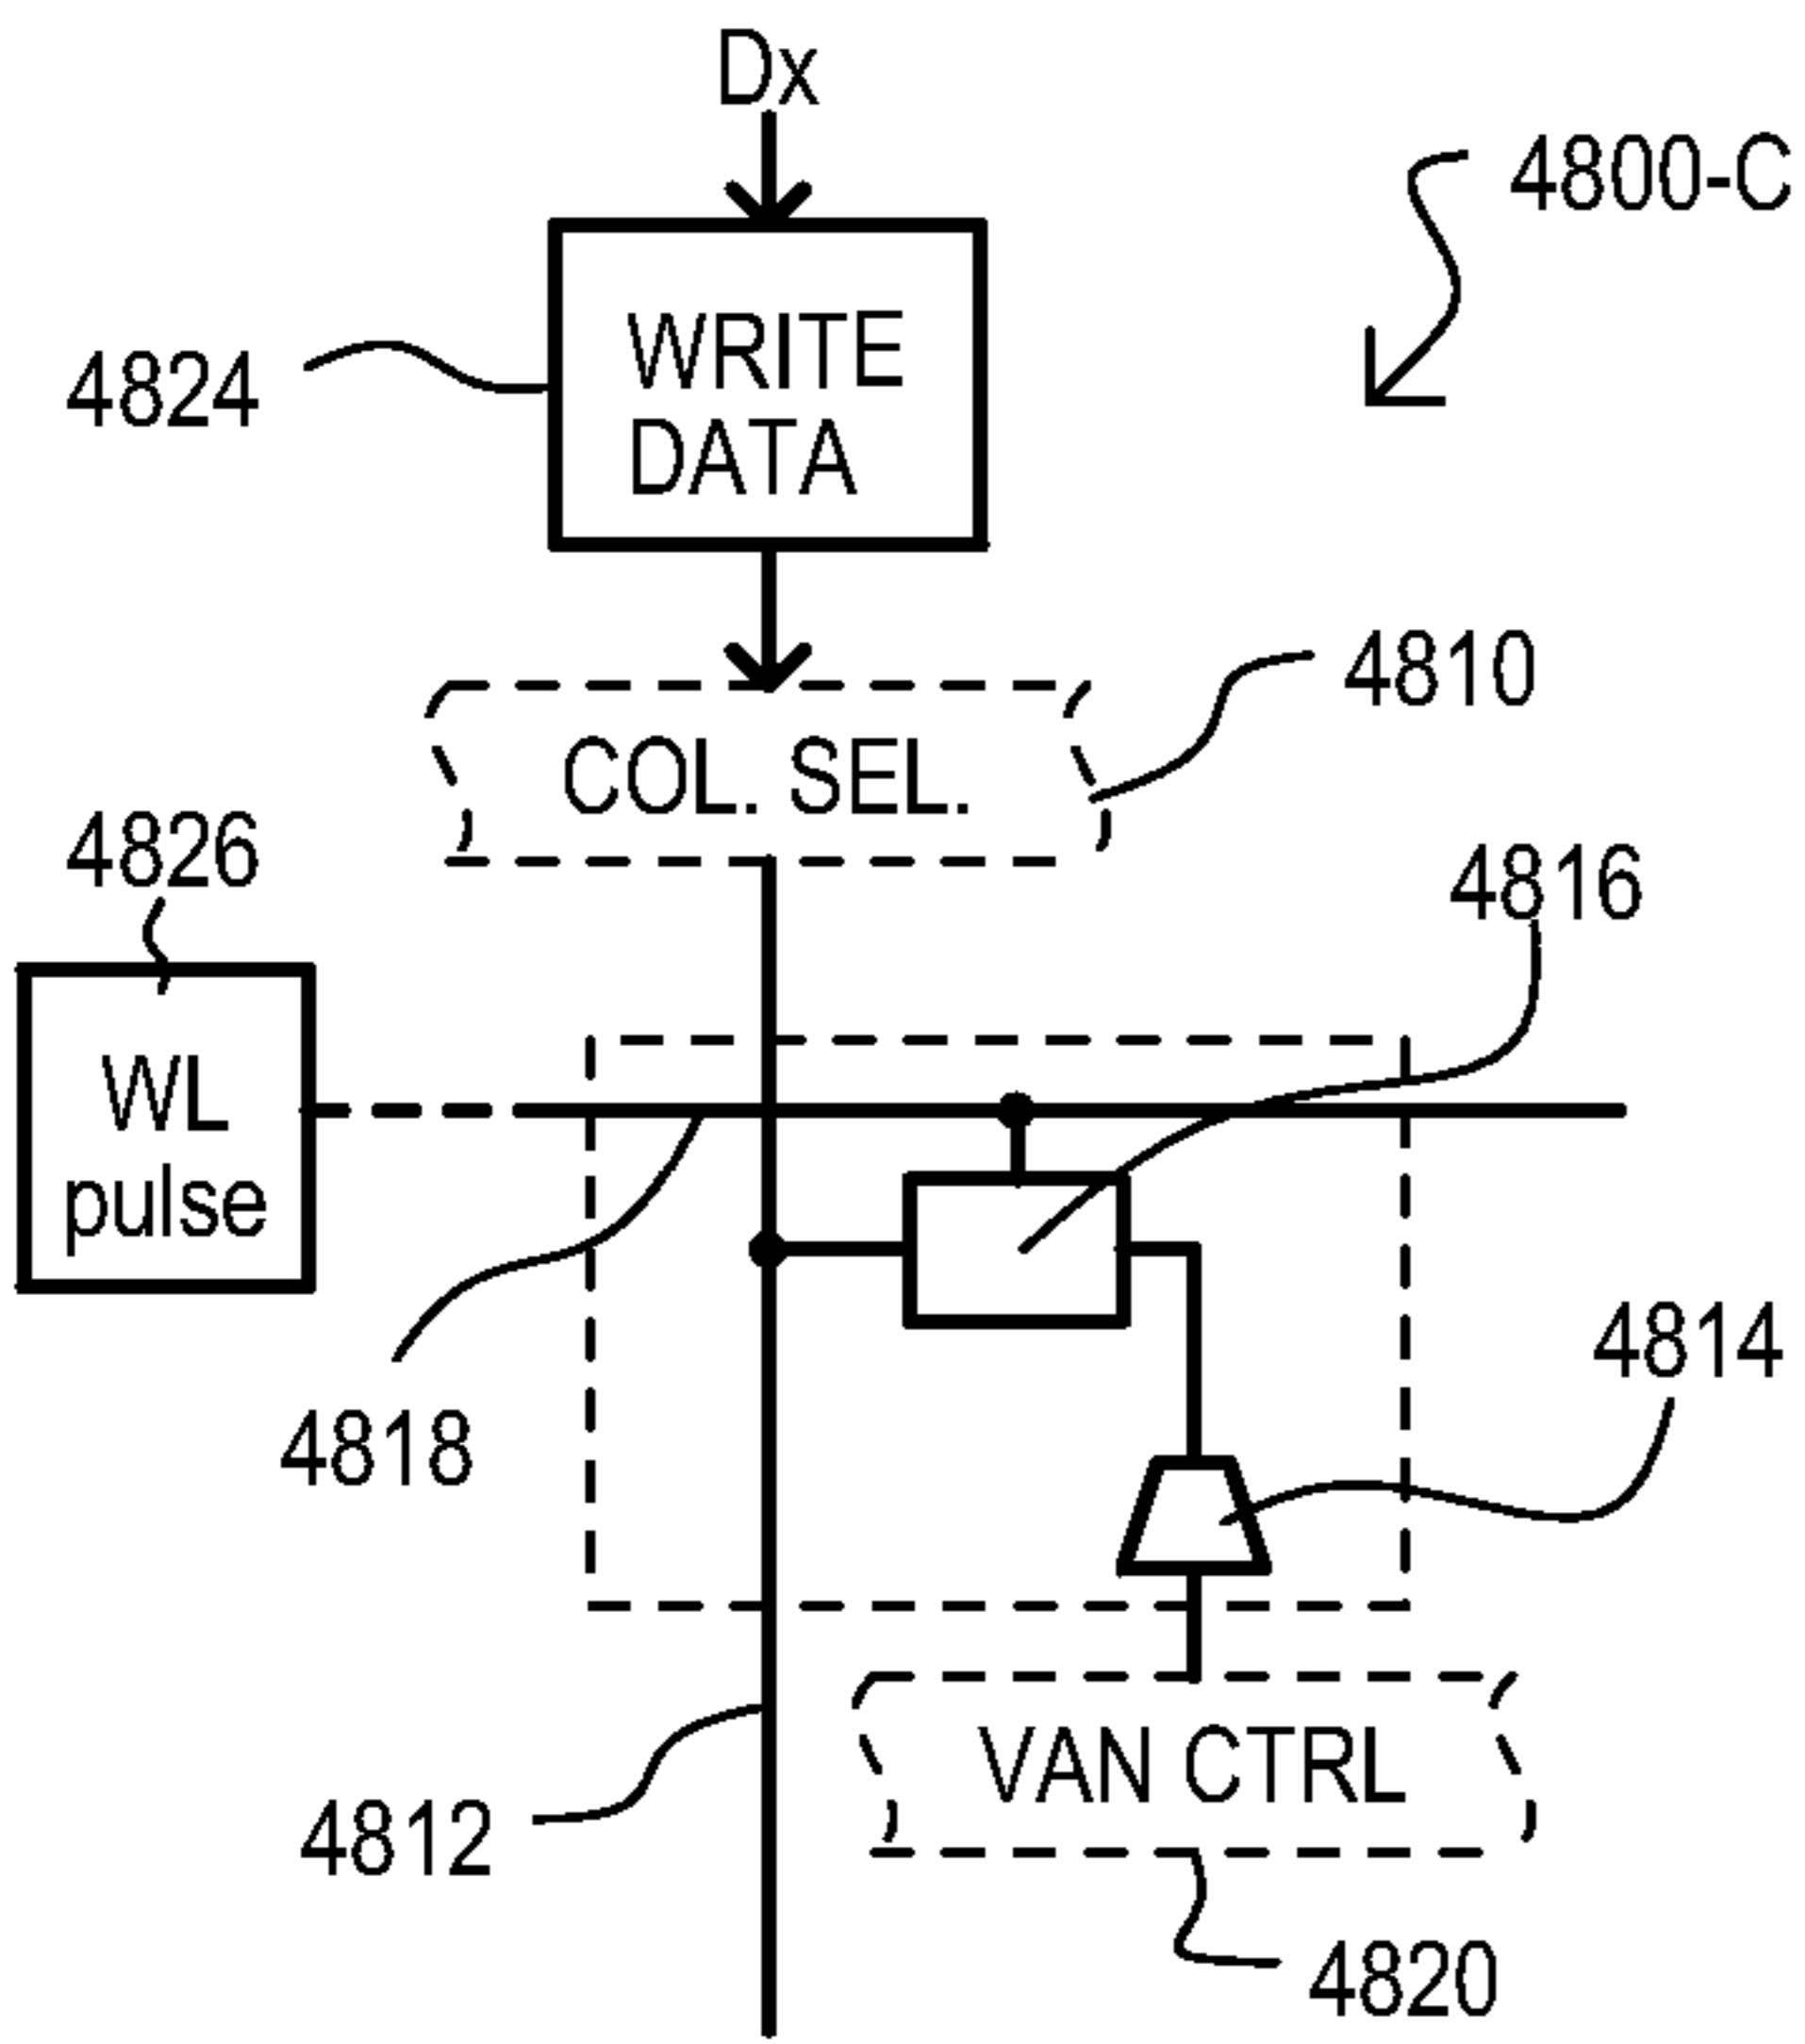 Dx
4800-C
WRITE
DATA
4824
4810
COL. SEL.
4826
4816
WL
pulse
4814
4818
VAN CTRL
4812
4820